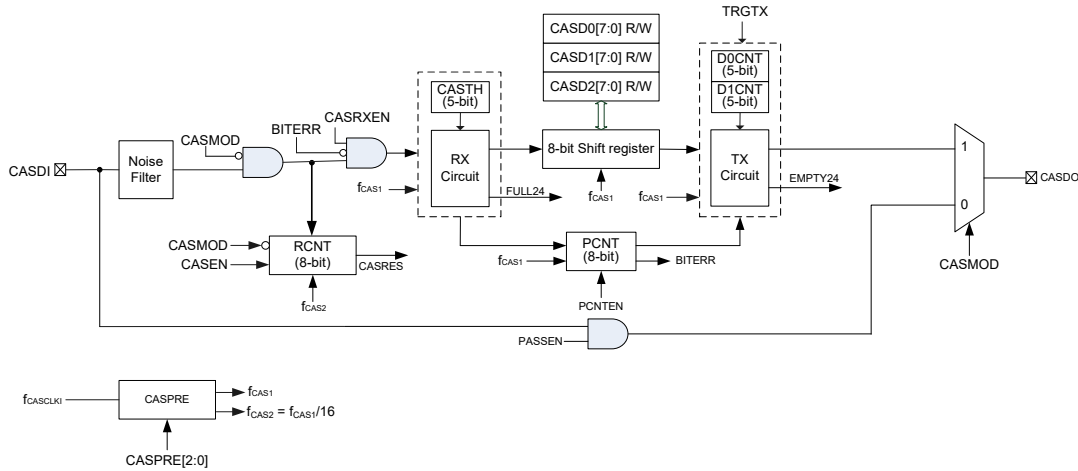 TRGTX
CASD0[7:0] R/W
CASD1[7:0] R/W
CASD2[7:0] R/W
D0CNT
(5-bit)
D1CNT
(5-bit)
CASTH
(5-bit)
CASRXEN
BITERR
CASMOD
CASDI
Noise
Filter
RX
Circuit
8-bit Shift register
TX
Circuit
1
0
CASDO
fCAS1
FULL24
fCAS1
fCAS1
EMPTY24
CASMOD
CASEN
RCNT
(8-bit)
CASRES
fCAS2
fCAS1
PCNT
(8-bit)
BITERR
PCNTEN
CASMOD
PASSEN
fCASCLKI
CASPRE
fCAS1
fCAS2 = fCAS1/16
CASPRE[2:0]